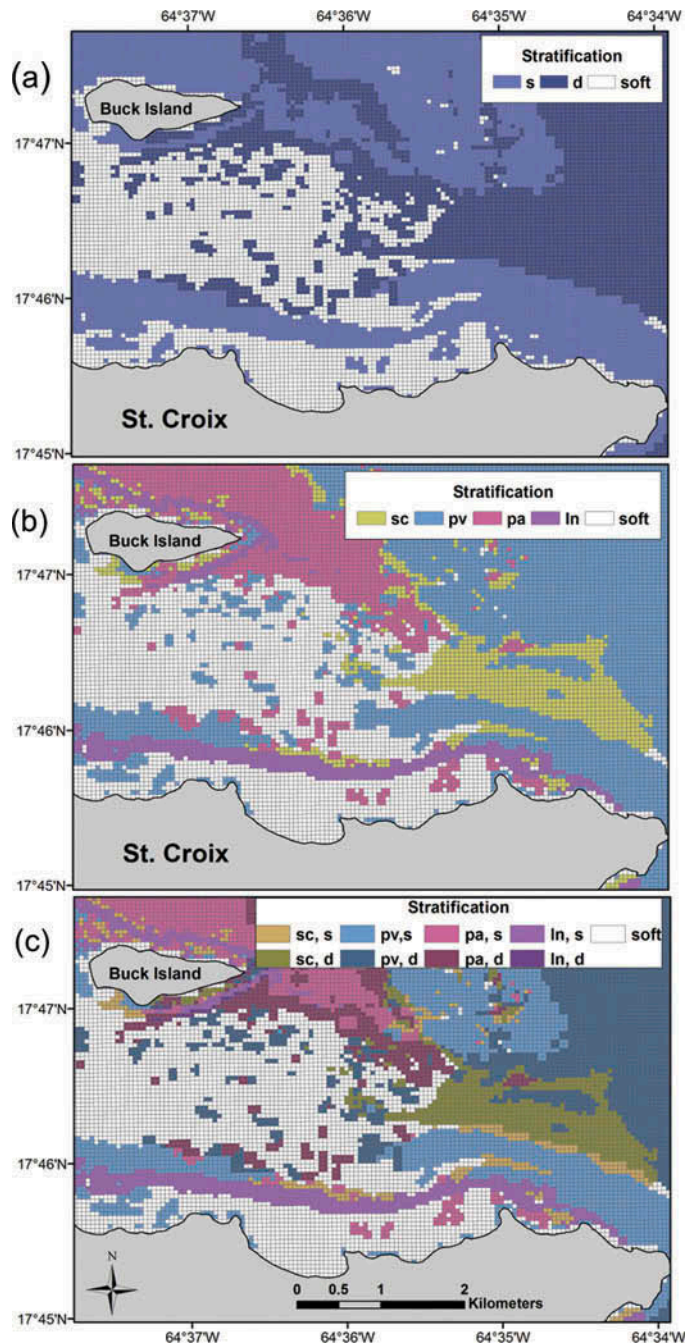 64°37'W 64°36'W 64°35'W 64°34'W
(a)
Stratification
s d soft
Buck Island
17°47'N
17°46'N
St. Croix
17°45'N
(b)
Stratification
sc pv pa ln soft
Buck Island
17°47'N
17°46'N
St. Croix
17°45'N
(c)
Stratification
sc, s pv,s pa, s ln, s soft
sc, d pv, d pa, d ln, d
Buck Island
17°47'N
17°46'N
N
0 0.5 1 2
Kilometers
17°45'N
64°37'W 64°36'W 64°35'W 64°34'W